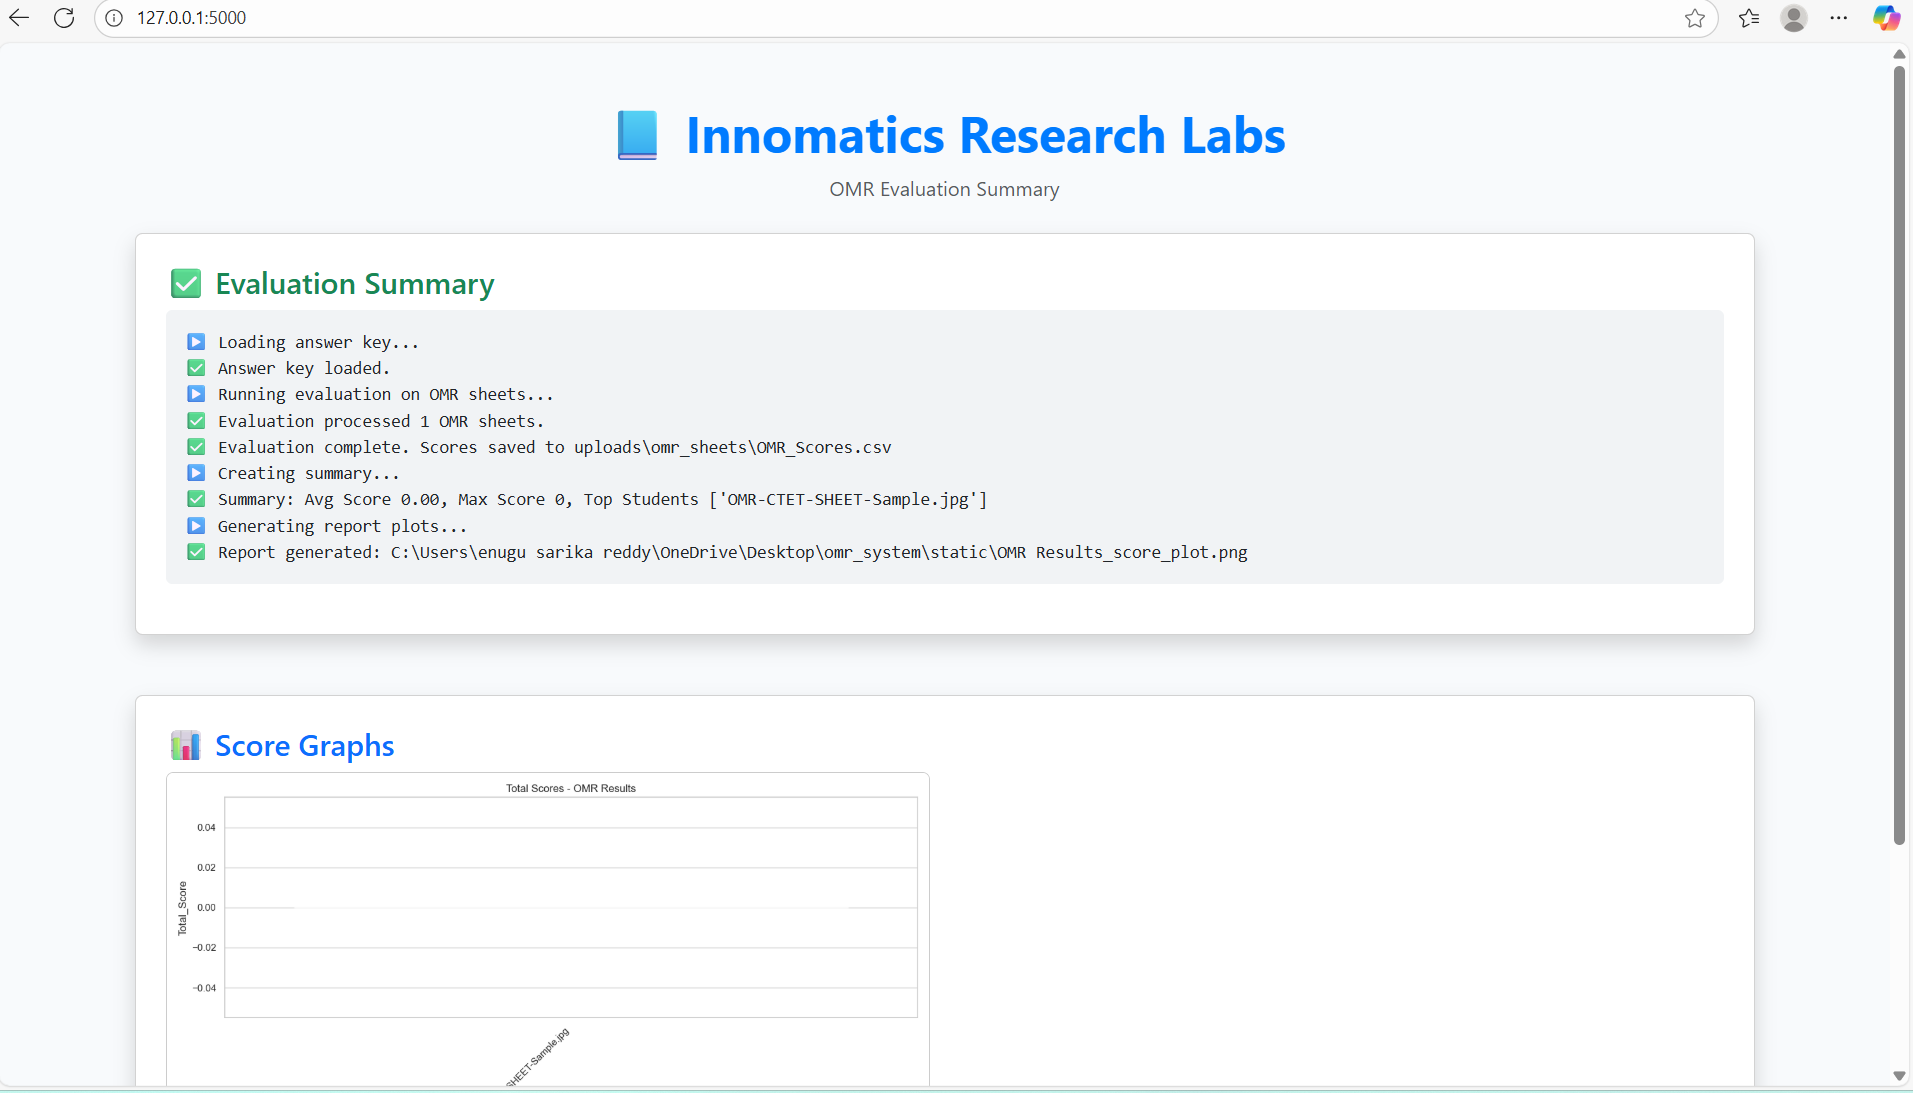 127.0.0.1:5000
Innomatics Research Labs
OMR Evaluation Summary
Evaluation Summary
Loading answer key...
Answer key loaded.
Running evaluation on OMR sheets...
Evaluation processed 1 OMR sheets.
Evaluation complete. Scores saved to uploads\omr_sheets\OMR_Scores.csv
Creating summary...
Summary: Avg Score 0.00, Max Score 0, Top Students ['OMR-CTET-SHEET-Sample.jpg']
Generating report plots...
Report generated: C:\Users\enugu sarika reddy\OneDrive\Desktop\omr_system\static\OMR Results_score_plot.png
Score Graphs
Total Scores - OMR Results
0.04
0.02
0.00
−0.02
−0.04
Total_Score
SHEET-Sample.jpg